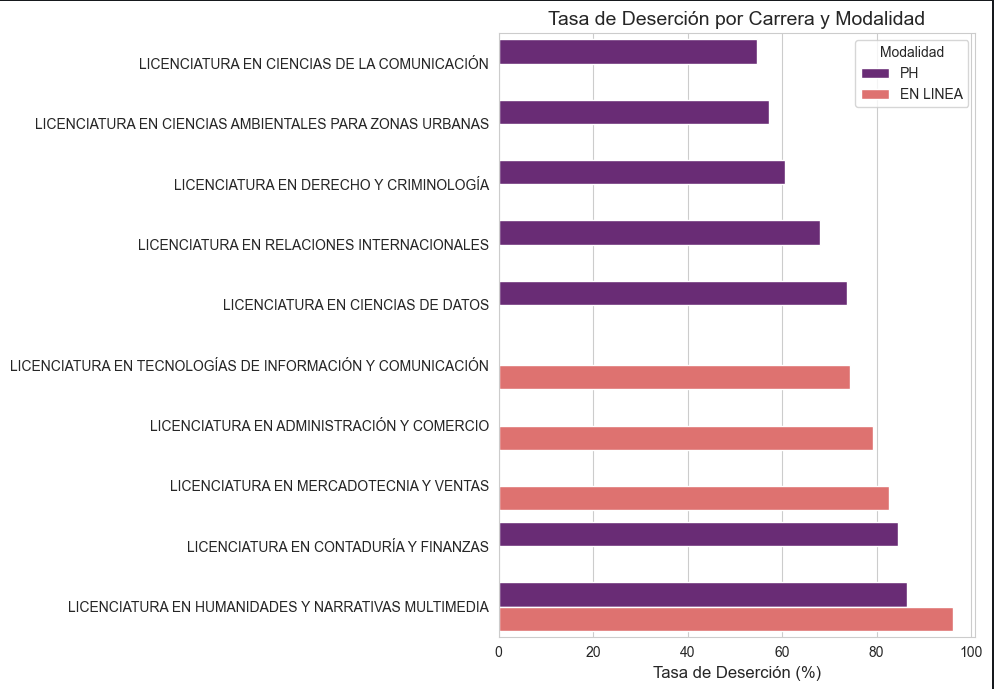 Tasa de Deserción por Carrera y Modalidad
Modalidad
PH
EN LINEA
LICENCIATURA EN CIENCIAS DE LA COMUNICACIÓN
LICENCIATURA EN CIENCIAS AMBIENTALES PARA ZONAS URBANAS
LICENCIATURA EN DERECHO Y CRIMINOLOGÍA
LICENCIATURA EN RELACIONES INTERNACIONALES
LICENCIATURA EN CIENCIAS DE DATOS
LICENCIATURA EN TECNOLOGÍAS DE INFORMACIÓN Y COMUNICACIÓN
LICENCIATURA EN ADMINISTRACIÓN Y COMERCIO
LICENCIATURA EN MERCADOTECNIA Y VENTAS
LICENCIATURA EN CONTADURÍA Y FINANZAS
LICENCIATURA EN HUMANIDADES Y NARRATIVAS MULTIMEDIA
0 20 40 60 80 100
Tasa de Deserción (%)